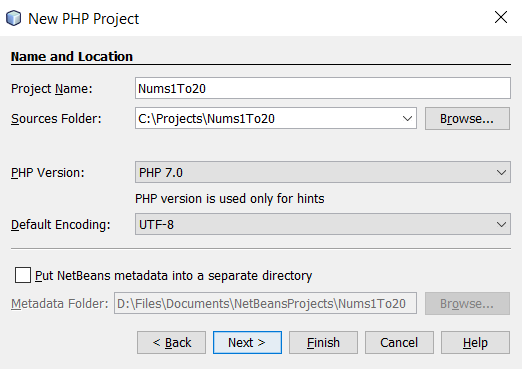 New PHP Project
Name and Location
Project Name: Nums1To20
Sources Folder: C:\Projects\Nums1To20 Browse...
PHP Version: PHP 7.0
PHP version is used only for hints
Default Encoding: UTF-8
Put NetBeans metadata into a separate directory
Metadata Folder: D:\Files\Documents\NetBeansProjects\Nums1To20 Browse...
< Back Next > Finish Cancel Help